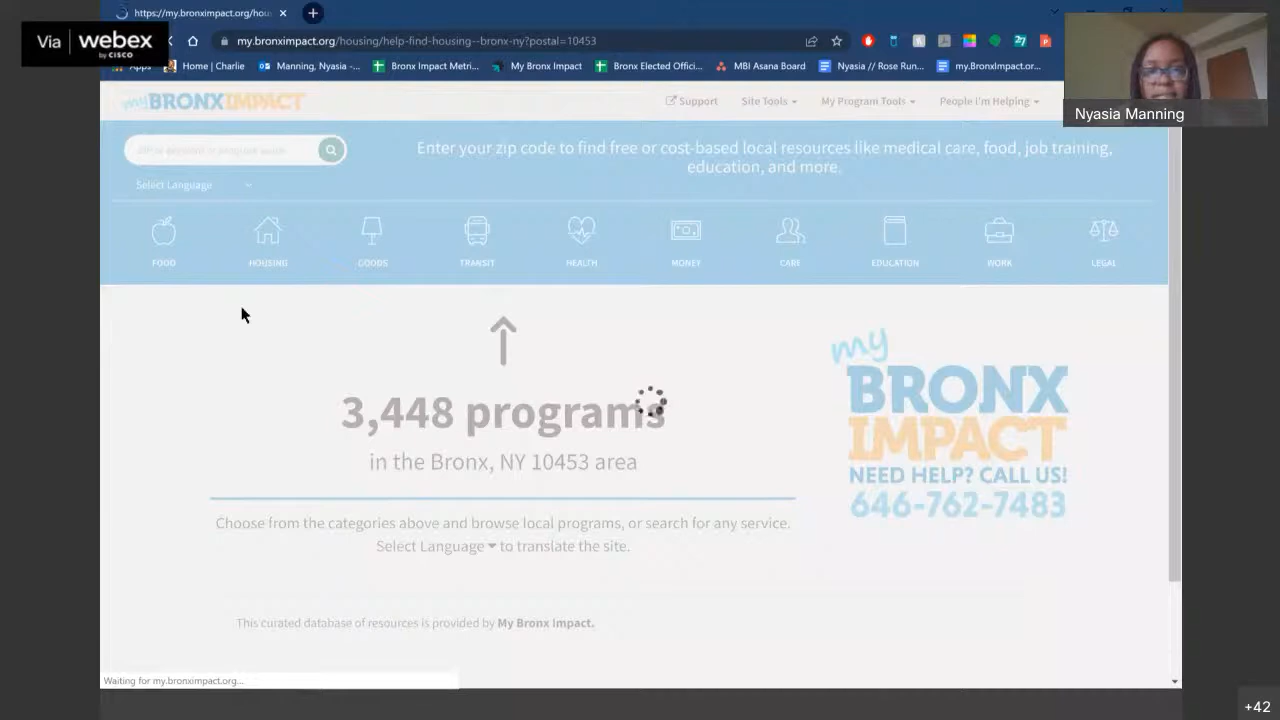 https://my.bronximpact.org/hou
Via webex
by CISCO
my.bronximpact.org/housing/help-find-housing--bronx-ny?postal=10453
Apps
Home | Charlie
Manning, Nyasia -...
Bronx Impact Metri...
My Bronx Impact
Bronx Elected Offici...
MBI Asana Board
Nyasia // Rose Run...
my.BronxImpact.or...
Nyasia Manning
my BRONXIMPACT
Support
Site Tools
My Program Tools
People I'm Helping
Enter your zip code to find free or cost-based local resources like medical care, food, job training,
education, and more.
Select Language
FOOD
HOUSING
GOODS
TRANSIT
HEALTH
MONEY
CARE
EDUCATION
WORK
LEGAL
3,448 programs
in the Bronx, NY 10453 area
Choose from the categories above and browse local programs, or search for any service.
Select Language to translate the site.
my
BRONX
IMPACT
NEED HELP? CALL US!
646-762-7483
This curated database of resources is provided by My Bronx Impact.
Waiting for my.bronximpact.org...
+42